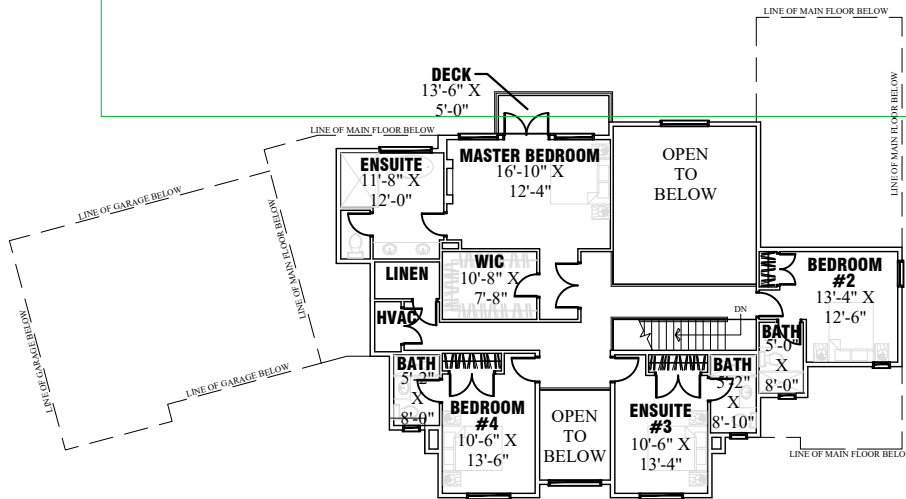 LINE OF MAIN FLOOR BELOW
DECK
13'-6" X
5'-0"
LINE OF MAIN FLOOR BELOW
LINE OF MAIN FLOOR BELOW
ENSUITE
11'-8" X
12'-0"
MASTER BEDROOM
16'-10" X
12'-4"
OPEN
TO
BELOW
LINE OF GARAGE BELOW
LINE OF MAIN FLOOR BELOW
LINEN
WIC
10'-8" X
7'-8"
BEDROOM
#2
13'-4" X
12'-6"
HVAC
DN
LINE OF GARAGE BELOW
LINE OF GARAGE BELOW
BATH
5'-2"
X
8'-0"
BEDROOM
#4
10'-6" X
13'-6"
OPEN
TO
BELOW
ENSUITE
#3
10'-6" X
13'-4"
BATH
5'-2"
X
8'-10"
BATH
5'-0"
X
8'-0"
LINE OF MAIN FLOOR BELO